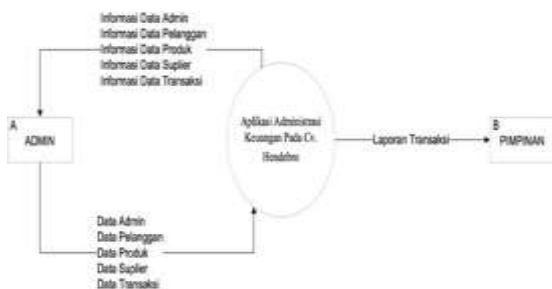 Informasi Data Admin
Informasi Data Pelanggan
Informasi Data Produk
Informasi Data Suplier
Informasi Data Transaksi
A
ADMIN
Aplikasi Administrasi
Keuangan Pada Cv.
Laporan Transaksi
B
PIMPINAN
Data Admin
Data Pelanggan
Data Produk
Data Suplier
Data Transaksi